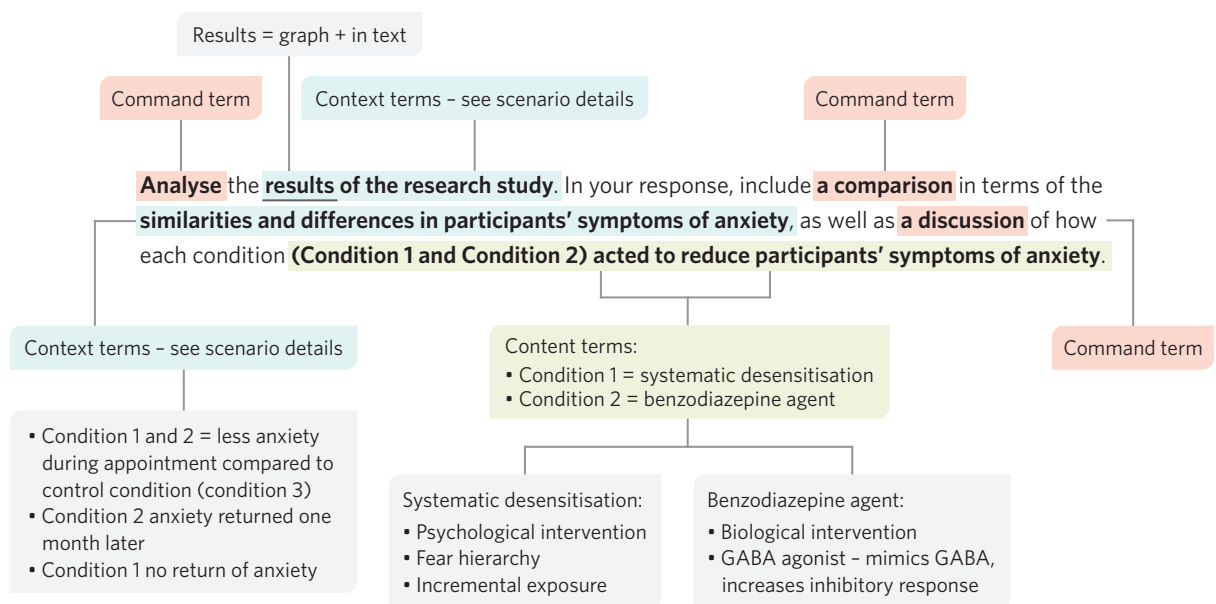 Results = graph + in text
Command term
Context terms – see scenario details
Command term
Analyse the results of the research study. In your response, include a comparison in terms of the
similarities and differences in participants' symptoms of anxiety, as well as a discussion of how
each condition (Condition 1 and Condition 2) acted to reduce participants' symptoms of anxiety.
Context terms – see scenario details
Content terms:
• Condition 1 = systematic desensitisation
• Condition 2 = benzodiazepine agent
Command term
• Condition 1 and 2 = less anxiety
during appointment compared to
control condition (condition 3)
• Condition 2 anxiety returned one
month later
• Condition 1 no return of anxiety
Systematic desensitisation:
• Psychological intervention
• Fear hierarchy
• Incremental exposure
Benzodiazepine agent:
• Biological intervention
• GABA agonist – mimics GABA,
increases inhibitory response